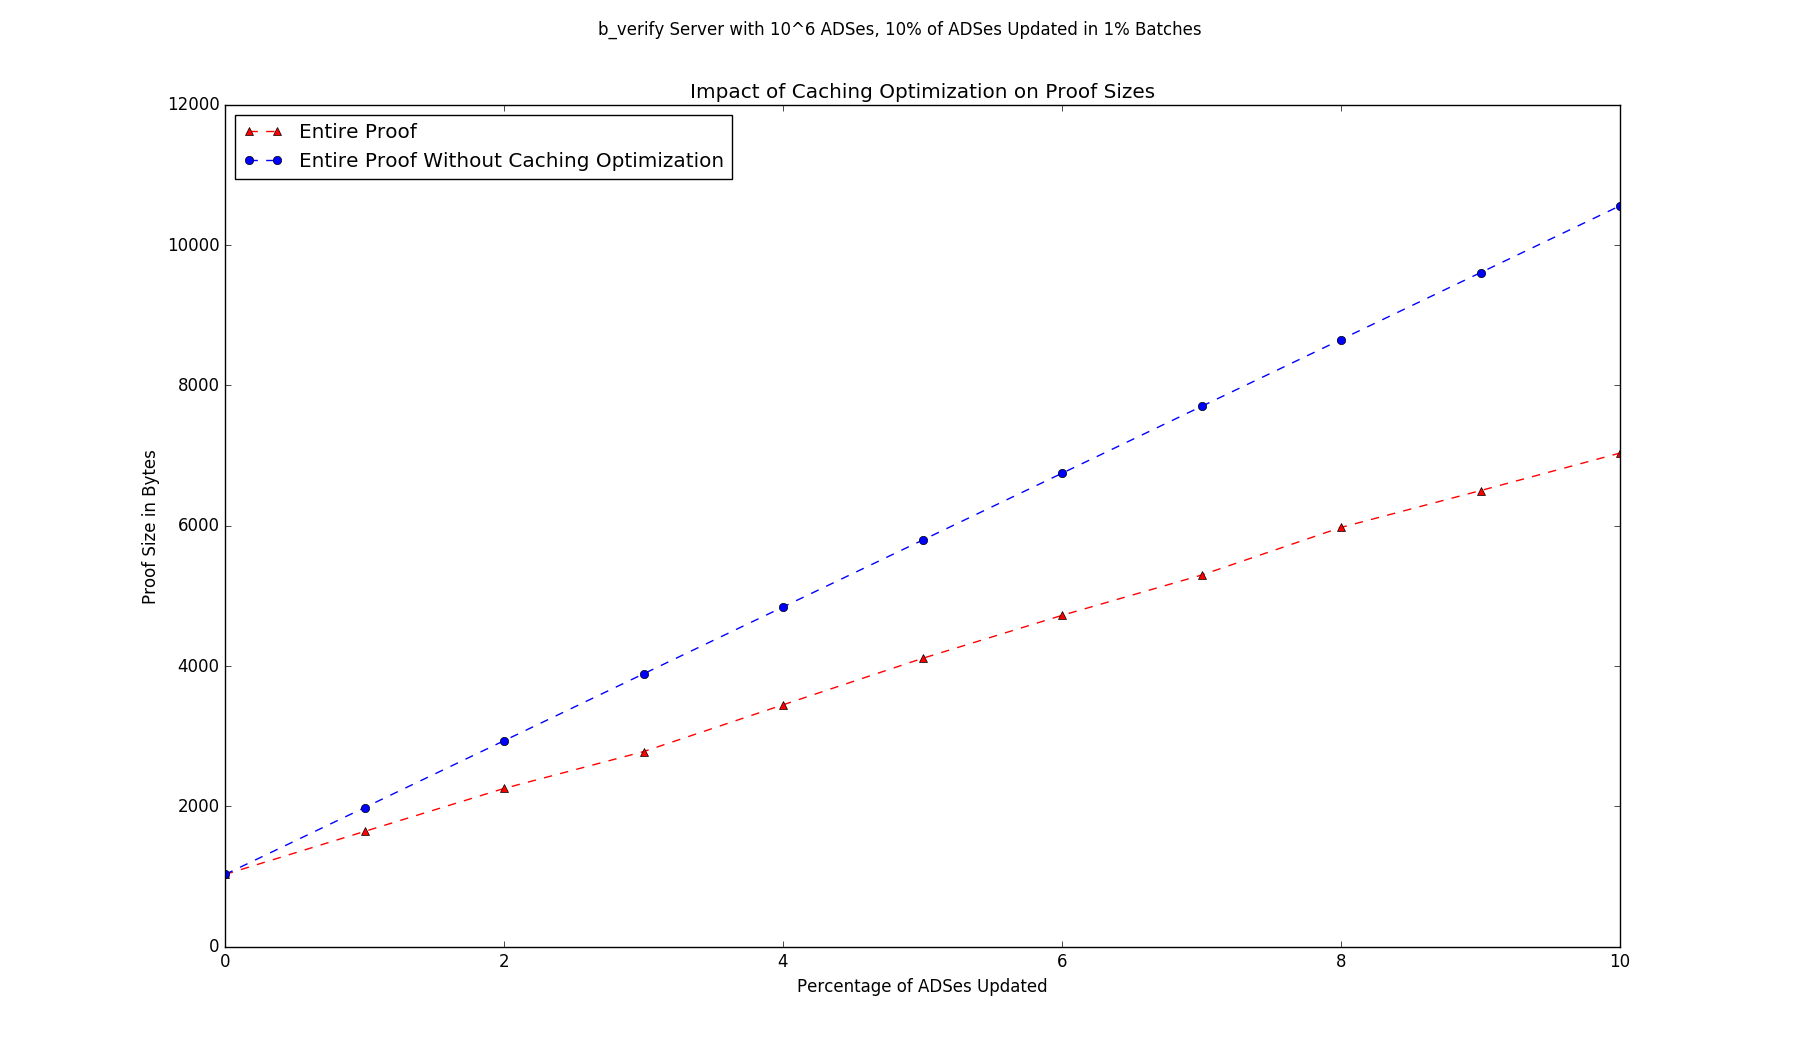 b_verify Server with 10^6 ADSes, 10% of ADSes Updated in 1% Batches
Impact of Caching Optimization on Proof Sizes
Entire Proof
Entire Proof Without Caching Optimization
12000
10000
8000
6000
4000
2000
0
Proof Size in Bytes
0 2 4 6 8 10
Percentage of ADSes Updated